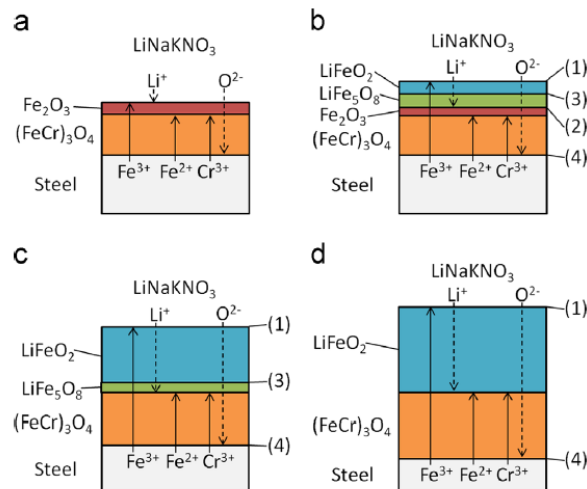 a
LiNaKNO₃
Li⁺ O²⁻
Fe₂O₃
(FeCr)₃O₄
Steel
Fe³⁺ Fe²⁺ Cr³⁺
b
LiNaKNO₃
LiFeO₂ Li⁺ O²⁻ (1)
LiFe₅O₈ (3)
Fe₂O₃ (2)
(FeCr)₃O₄
(4)
Steel Fe³⁺ Fe²⁺ Cr³⁺
c
LiNaKNO₃
Li⁺ O²⁻ (1)
LiFeO₂
LiFe₅O₈ (3)
(FeCr)₃O₄
(4)
Steel Fe³⁺ Fe²⁺ Cr³⁺
d
LiNaKNO₃
Li⁺ O²⁻ (1)
LiFeO₂
(FeCr)₃O₄
(4)
Steel Fe³⁺ Fe²⁺ Cr³⁺